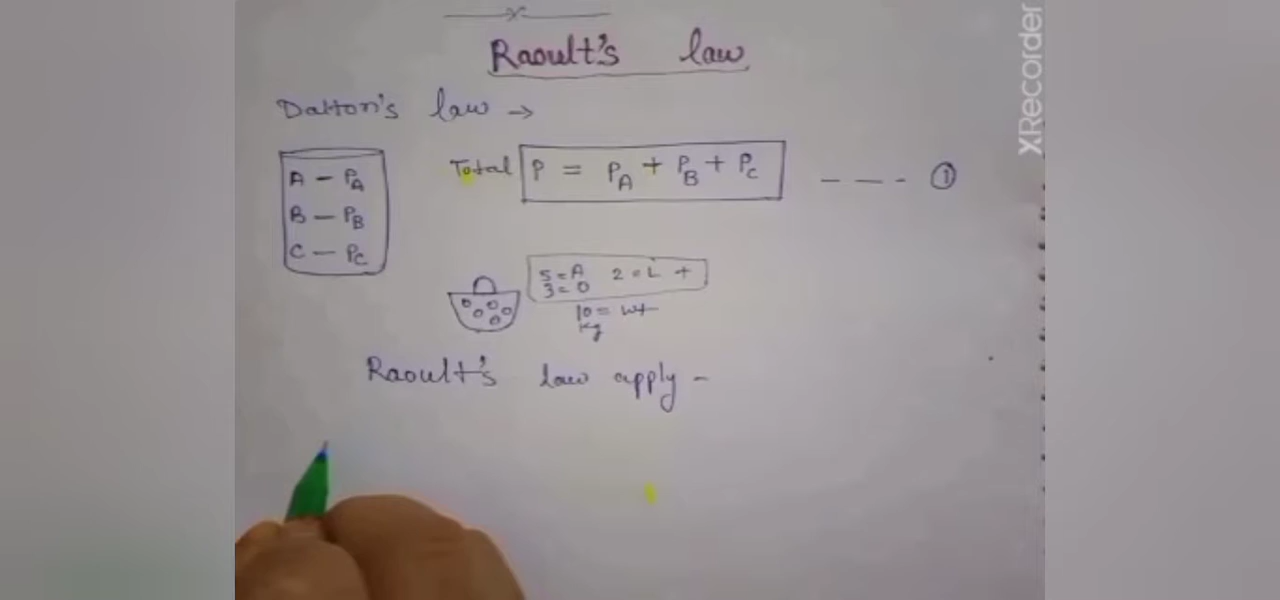 Raoult's law
Dalton's law →
A – PA
B – PB
C – PC
Total P = PA + PB + PC ---- ①
5 = A 2 = L +
3 = O
10 = wt
kg
Raoult's law apply –
XRecorder